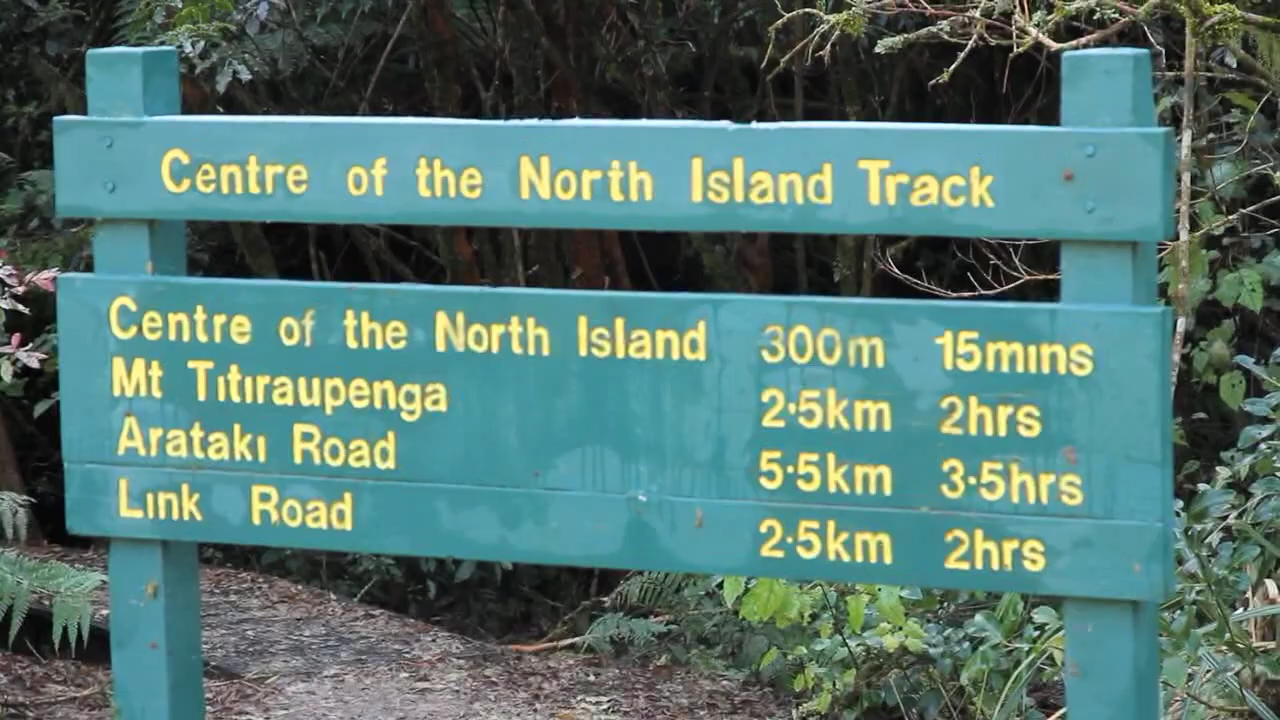 Centre of the North Island Track
Centre of the North Island 300m 15mins
Mt Titiraupenga 2.5km 2hrs
Arataki Road 5.5km 3.5hrs
Link Road 2.5km 2hrs